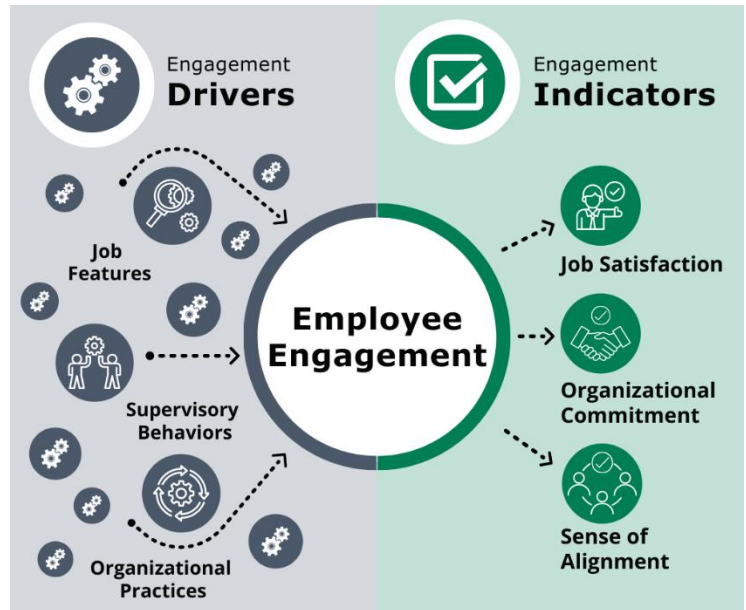 Engagement
Drivers
Engagement
Indicators
Job
Features
Supervisory
Behaviors
Organizational
Practices
Employee
Engagement
Job Satisfaction
Organizational
Commitment
Sense of
Alignment